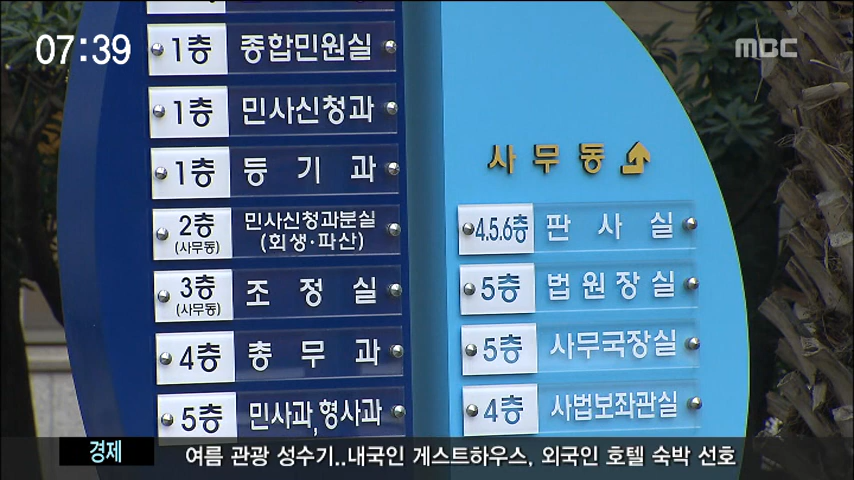 07:39
MBC
1층 종합민원실
1층 민사신청과
1층 등기과
2층 (사무동) 민사신청과분실 (회생·파산)
3층 (사무동) 조정실
4층 총무과
5층 민사과,형사과
사무동
4.5.6층 판사실
5층 법원장실
5층 사무국장실
4층 사법보좌관실
경제 여름 관광 성수기..내국인 게스트하우스, 외국인 호텔 숙박 선호